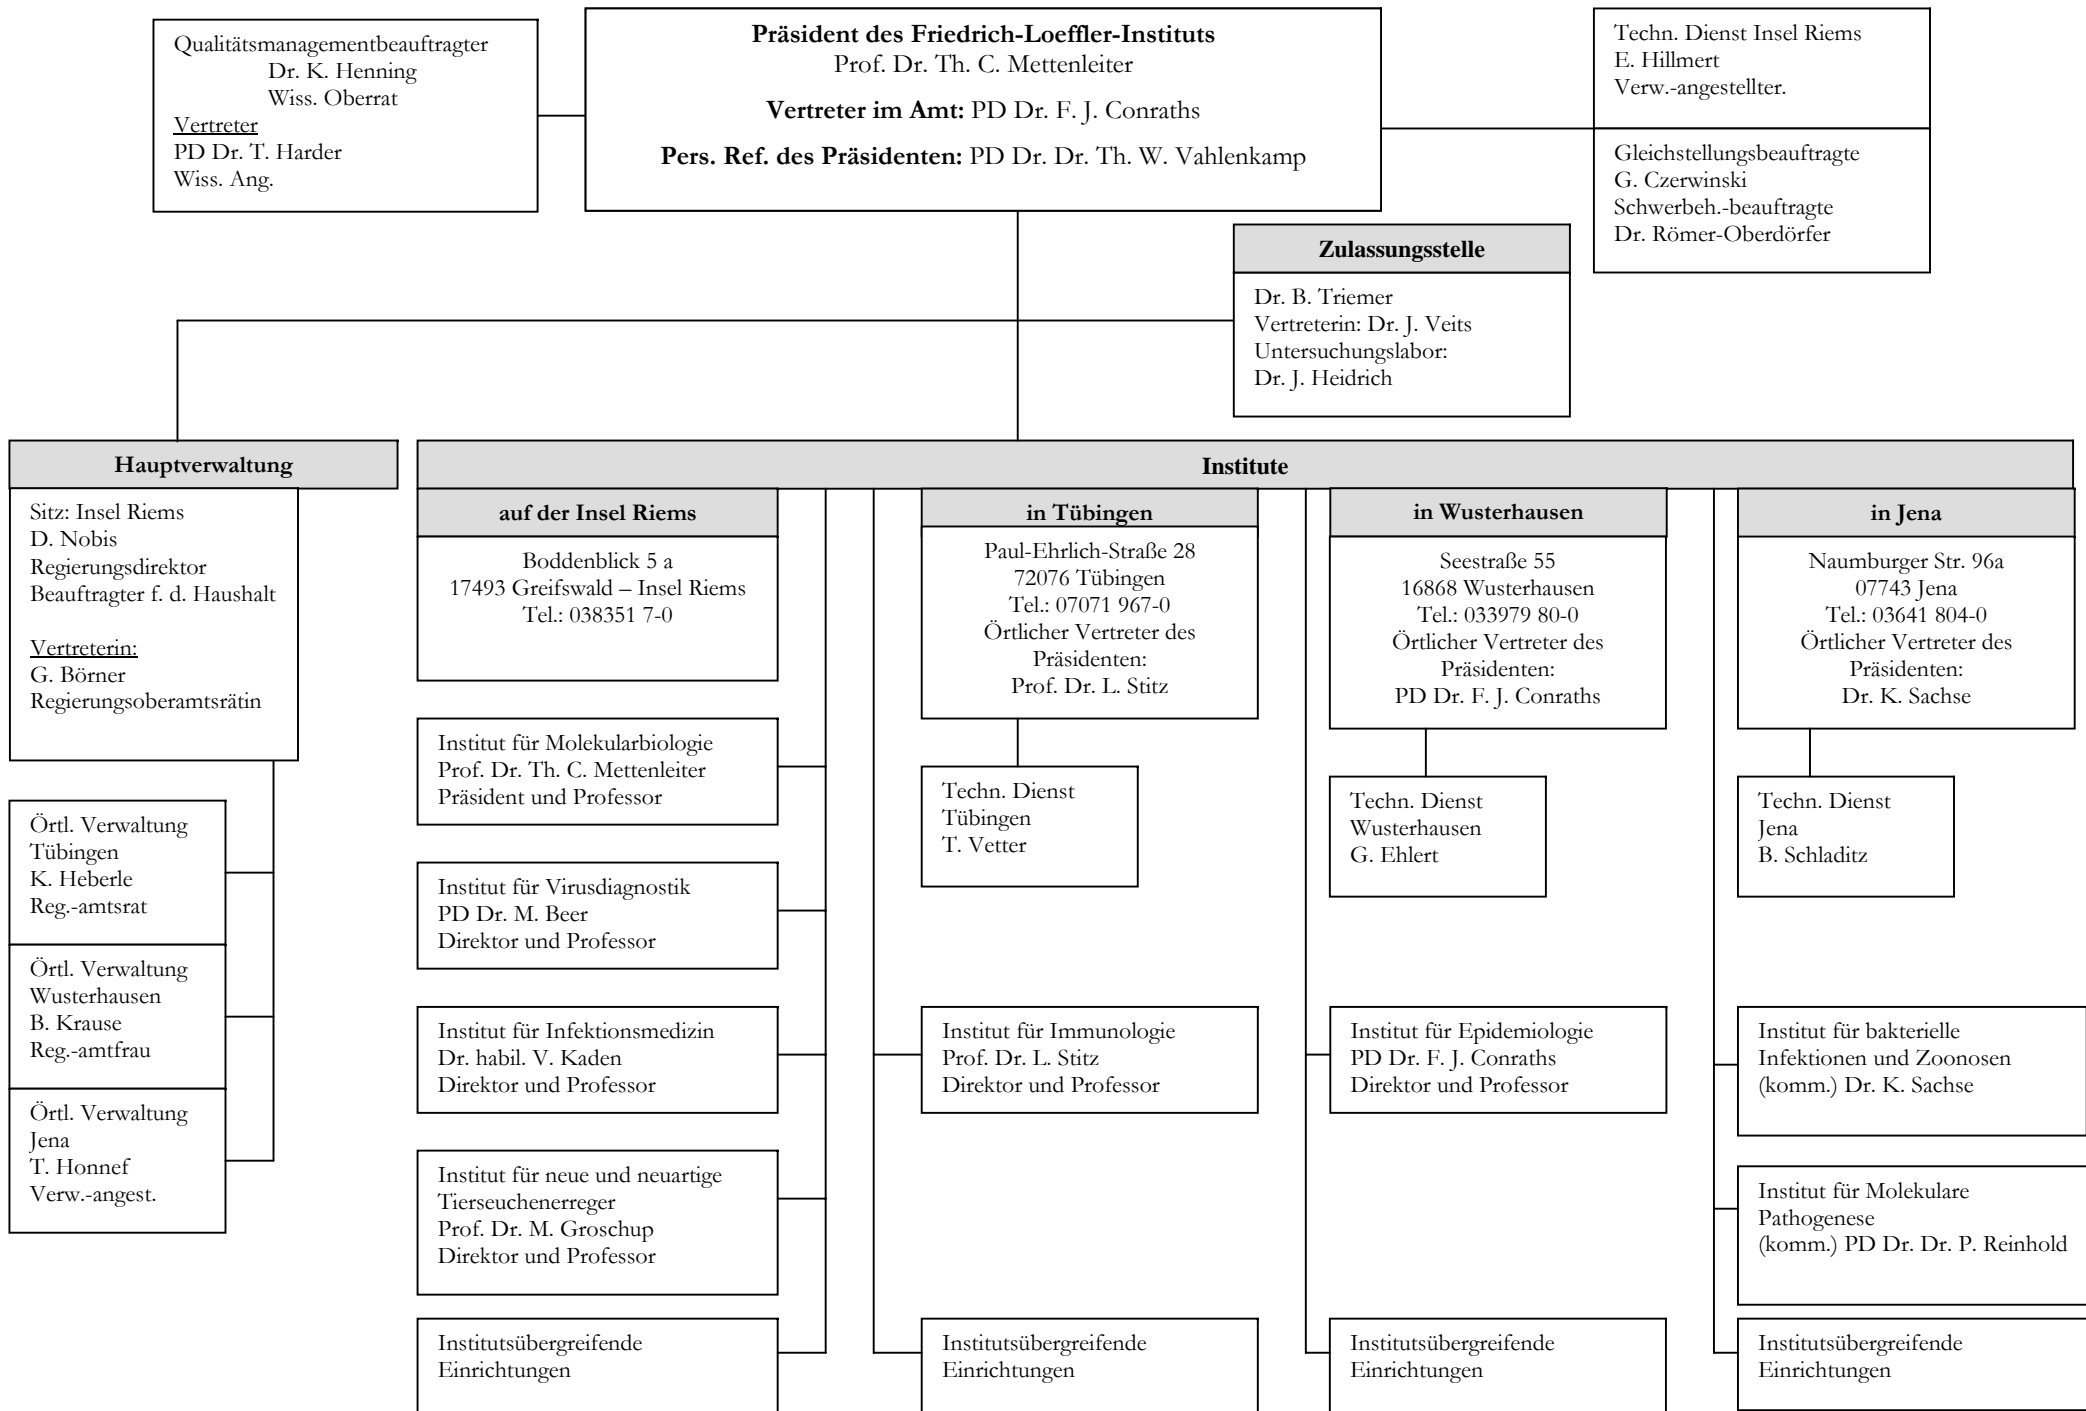 Qualitätsmanagementbeauftragter
Dr. K. Henning
Wiss. Oberrat
Vertreter
PD Dr. T. Harder
Wiss. Ang.
Präsident des Friedrich-Loeffler-Instituts
Prof. Dr. Th. C. Mettenleiter
Vertreter im Amt: PD Dr. F. J. Conraths
Pers. Ref. des Präsidenten: PD Dr. Dr. Th. W. Vahlenkamp
Techn. Dienst Insel Riems
E. Hillmert
Verw.-angestellter.
Gleichstellungsbeauftragte
G. Czerwinski
Schwerbeh.-beauftragte
Dr. Römer-Oberdörfer
Zulassungsstelle
Dr. B. Triemer
Vertreterin: Dr. J. Veits
Untersuchungslabor:
Dr. J. Heidrich
Hauptverwaltung
Sitz: Insel Riems
D. Nobis
Regierungsdirektor
Beauftragter f. d. Haushalt
Vertreterin:
G. Börner
Regierungsoberamtsrätin
Örtl. Verwaltung
Tübingen
K. Heberle
Reg.-amtsrat
Örtl. Verwaltung
Wusterhausen
B. Krause
Reg.-amtfrau
Örtl. Verwaltung
Jena
T. Honnef
Verw.-angest.
Institute
auf der Insel Riems
Boddenblick 5 a
17493 Greifswald – Insel Riems
Tel.: 038351 7-0
Institut für Molekularbiologie
Prof. Dr. Th. C. Mettenleiter
Präsident und Professor
Institut für Virusdiagnostik
PD Dr. M. Beer
Direktor und Professor
Institut für Infektionsmedizin
Dr. habil. V. Kaden
Direktor und Professor
Institut für neue und neuartige
Tierseuchenerreger
Prof. Dr. M. Groschup
Direktor und Professor
Institutsübergreifende
Einrichtungen
in Tübingen
Paul-Ehrlich-Straße 28
72076 Tübingen
Tel.: 07071 967-0
Örtlicher Vertreter des
Präsidenten:
Prof. Dr. L. Stitz
Techn. Dienst
Tübingen
T. Vetter
Institut für Immunologie
Prof. Dr. L. Stitz
Direktor und Professor
Institutsübergreifende
Einrichtungen
in Wusterhausen
Seestraße 55
16868 Wusterhausen
Tel.: 033979 80-0
Örtlicher Vertreter des
Präsidenten:
PD Dr. F. J. Conraths
Techn. Dienst
Wusterhausen
G. Ehlert
Institut für Epidemiologie
PD Dr. F. J. Conraths
Direktor und Professor
Institutsübergreifende
Einrichtungen
in Jena
Naumburger Str. 96a
07743 Jena
Tel.: 03641 804-0
Örtlicher Vertreter des
Präsidenten:
Dr. K. Sachse
Techn. Dienst
Jena
B. Schladitz
Institut für bakterielle
Infektionen und Zoonosen
(komm.) Dr. K. Sachse
Institut für Molekulare
Pathogenese
(komm.) PD Dr. Dr. P. Reinhold
Institutsübergreifende
Einrichtungen